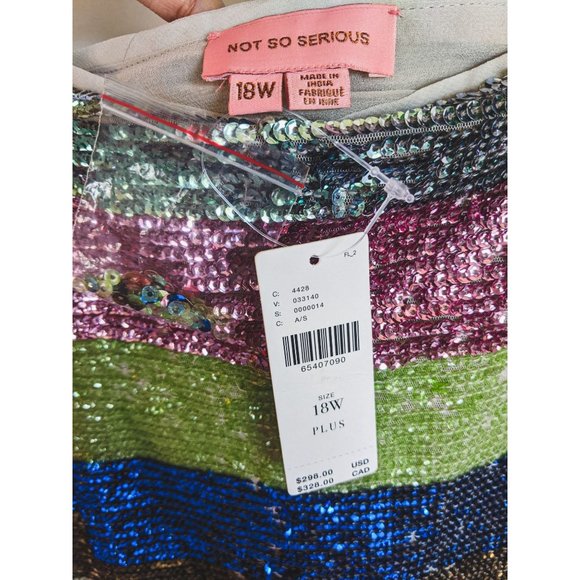 NOT SO SERIOUS
18W
MADE IN
INDIA
FABRIQUÉ
EN INDE
FL_2
C: 4428
V: 033140
S: 0000014
C: A/S
65407090
SIZE
18W
PLUS
$298.00 USD
$328.00 CAD